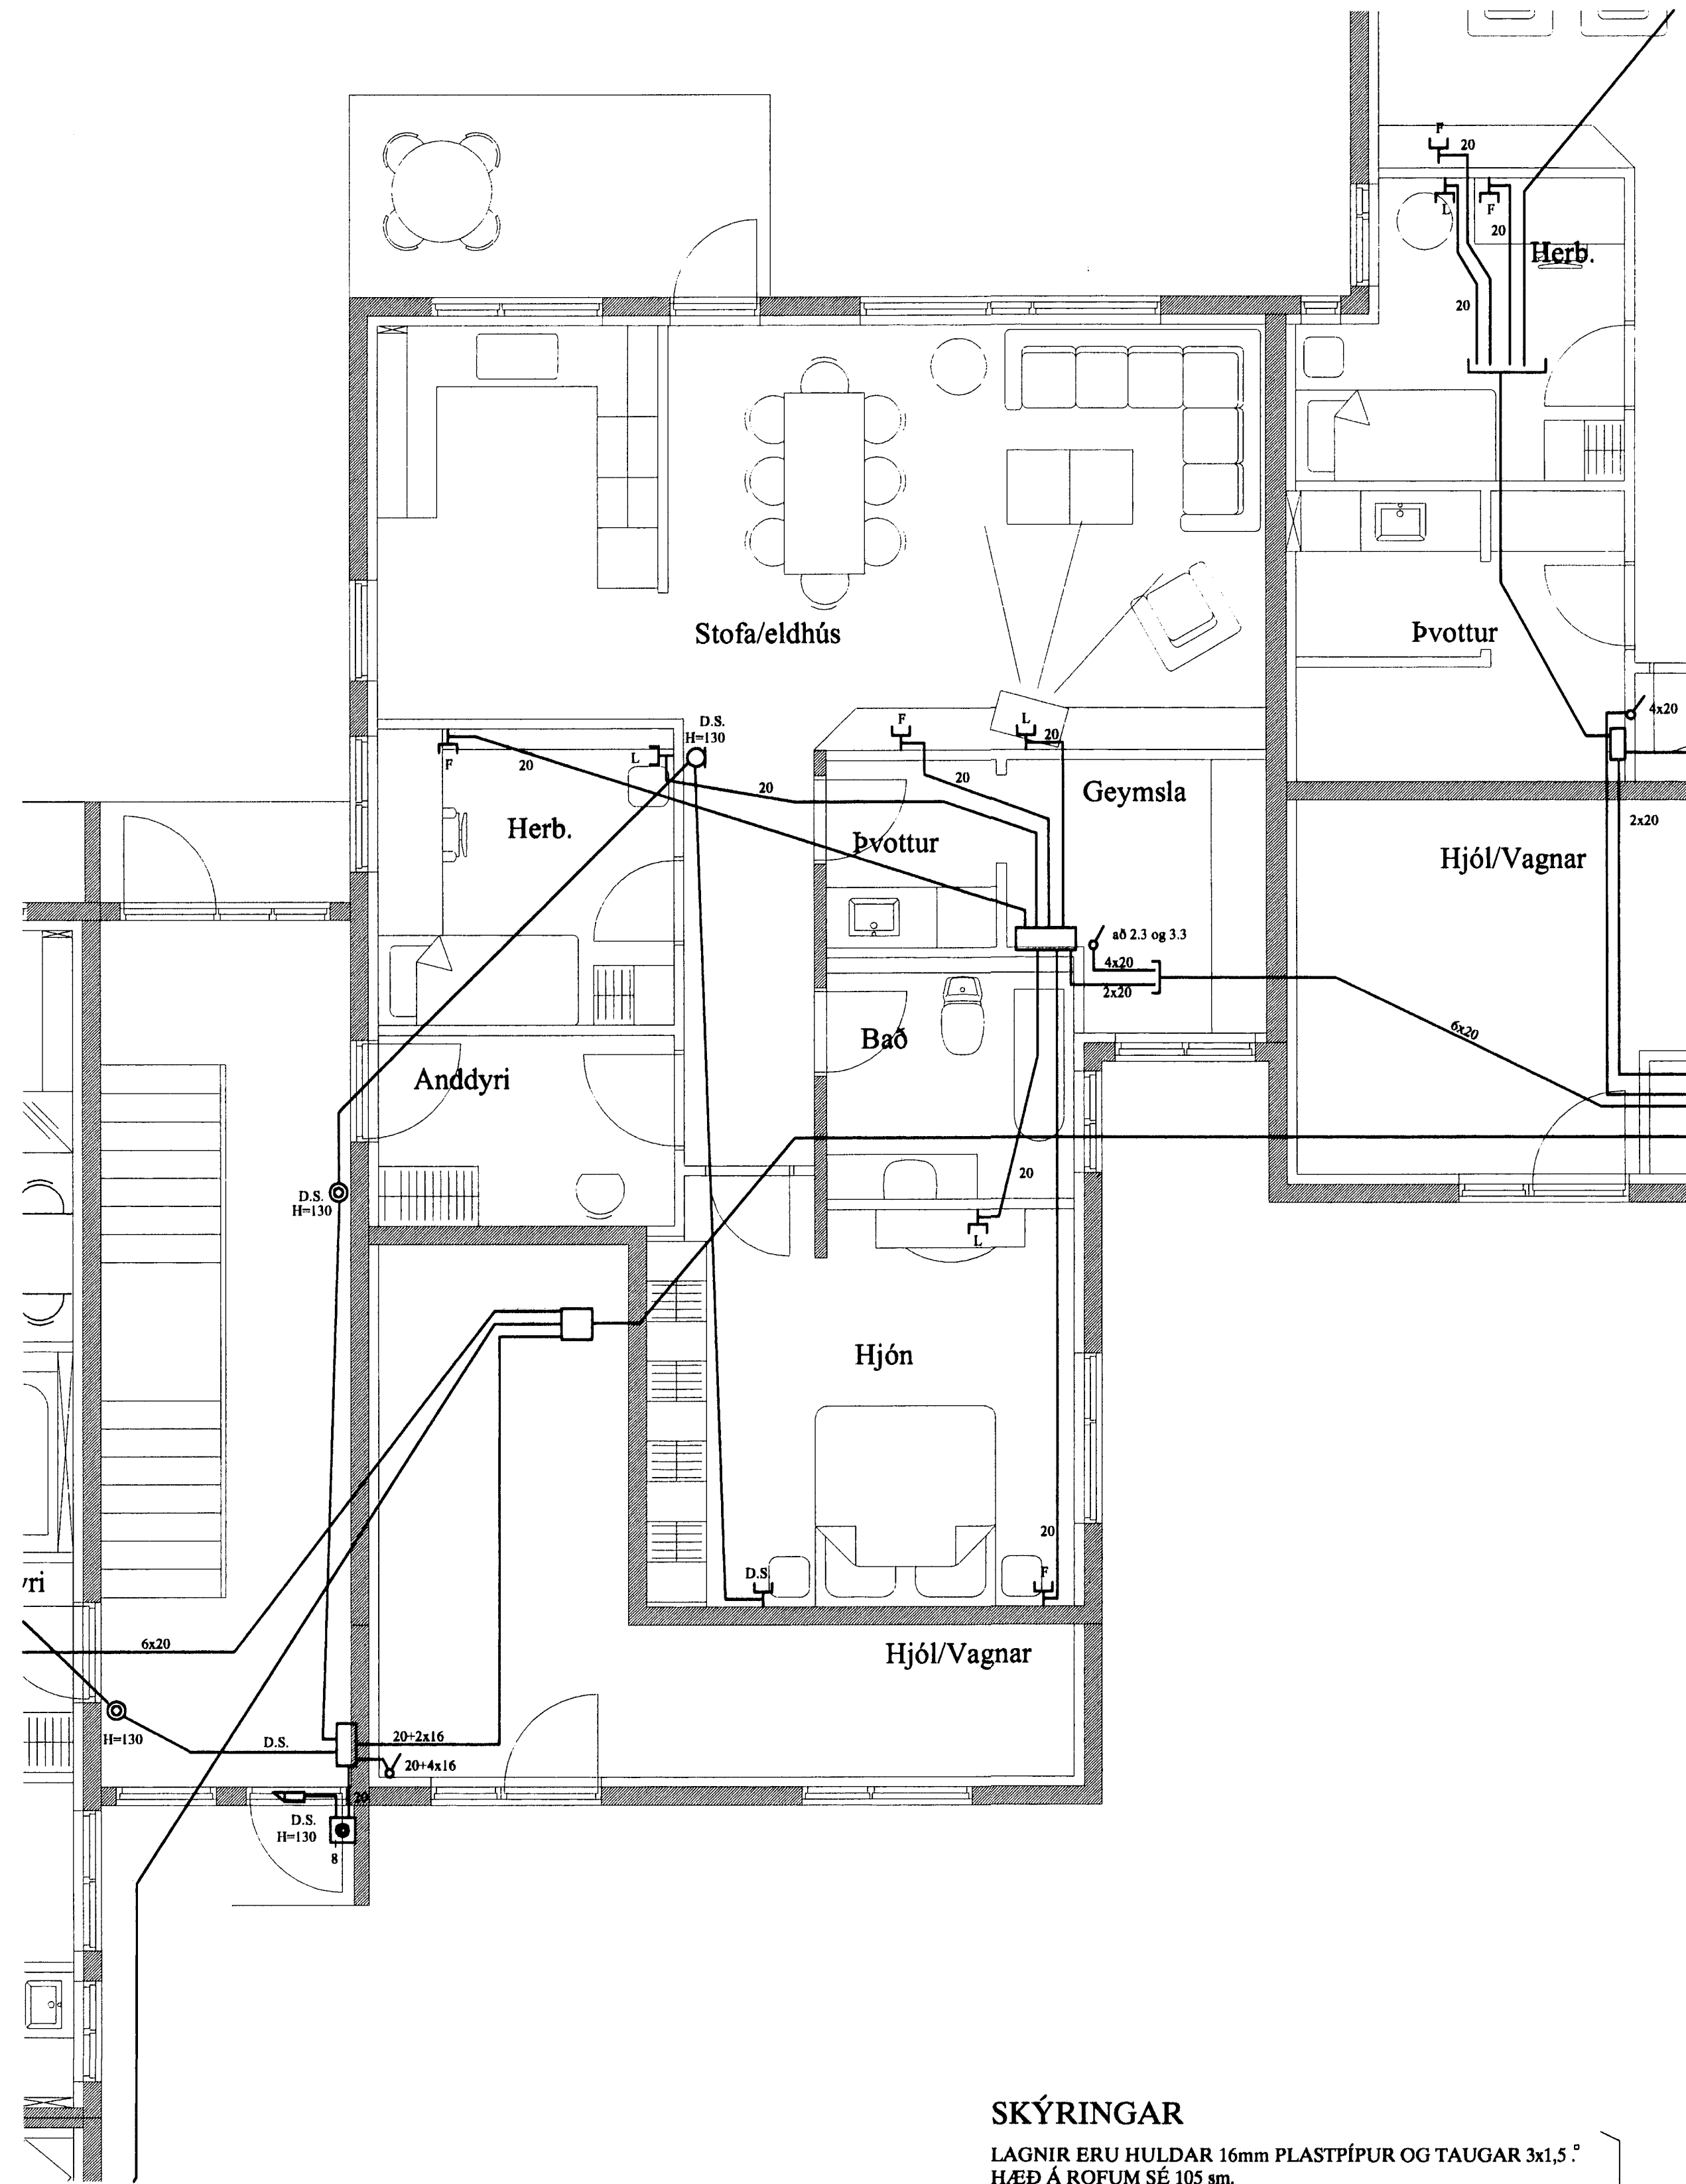 F
20
L
F
20
Herb.
20
Stofa/eldhús
Þvottur
4x20
D.S.
H=130
F
L
20
F
20
L
20
20
Geymsla
Herb.
Þvottur
2x20
Hjól/Vagnar
að 2.3 og 3.3
4x20
2x20
6x20
Bað
Anddyri
20
D.S.
H=130
L
Hjón
20
yri
D.S.
F
6x20
Hjól/Vagnar
H=130
D.S.
20+2x16
20+4x16
20
D.S.
H=130
8
SKÝRINGAR
LAGNIR ERU HULDAR 16mm PLASTPÍPUR OG TAUGAR 3x1,5 .▫
HÆÐ Á ROFUM SÉ 105 sm.